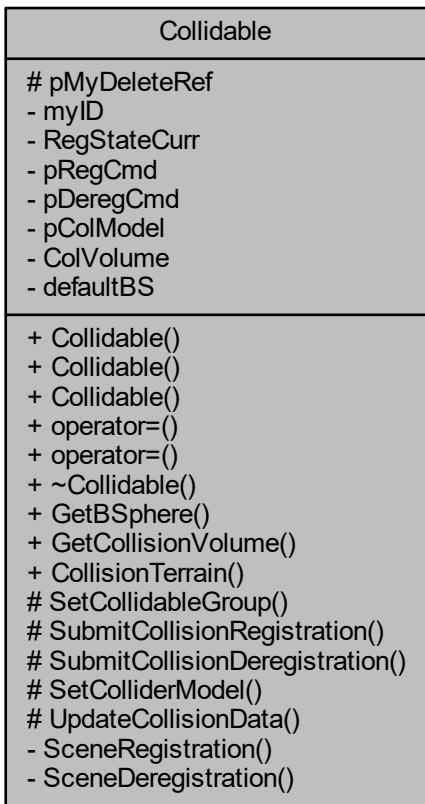 Collidable
# pMyDeleteRef
- myID
- RegStateCurr
- pRegCmd
- pDeregCmd
- pColModel
- ColVolume
- defaultBS
+ Collidable()
+ Collidable()
+ Collidable()
+ operator=()
+ operator=()
+ ~Collidable()
+ GetBSphere()
+ GetCollisionVolume()
+ CollisionTerrain()
# SetCollidableGroup()
# SubmitCollisionRegistration()
# SubmitCollisionDeregistration()
# SetColliderModel()
# UpdateCollisionData()
- SceneRegistration()
- SceneDeregistration()